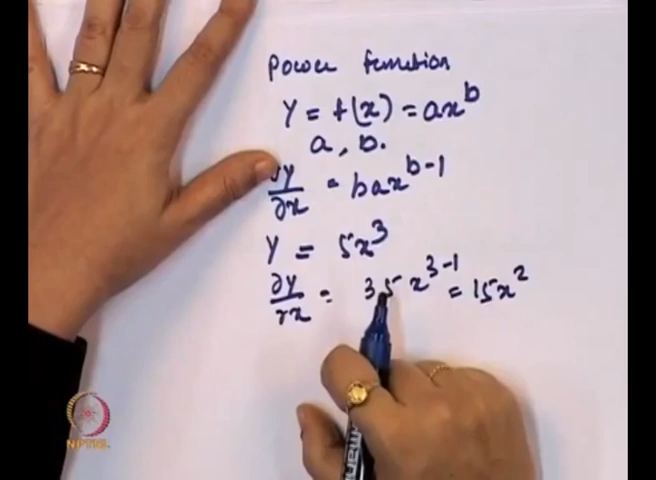 Power function
Y = f(x) = ax^b
a, b.
∂Y/∂x = bax^{b-1}
Y = 5x^3
∂Y/∂x = 3 5 x^{3-1} = 15x^2
NPTEL